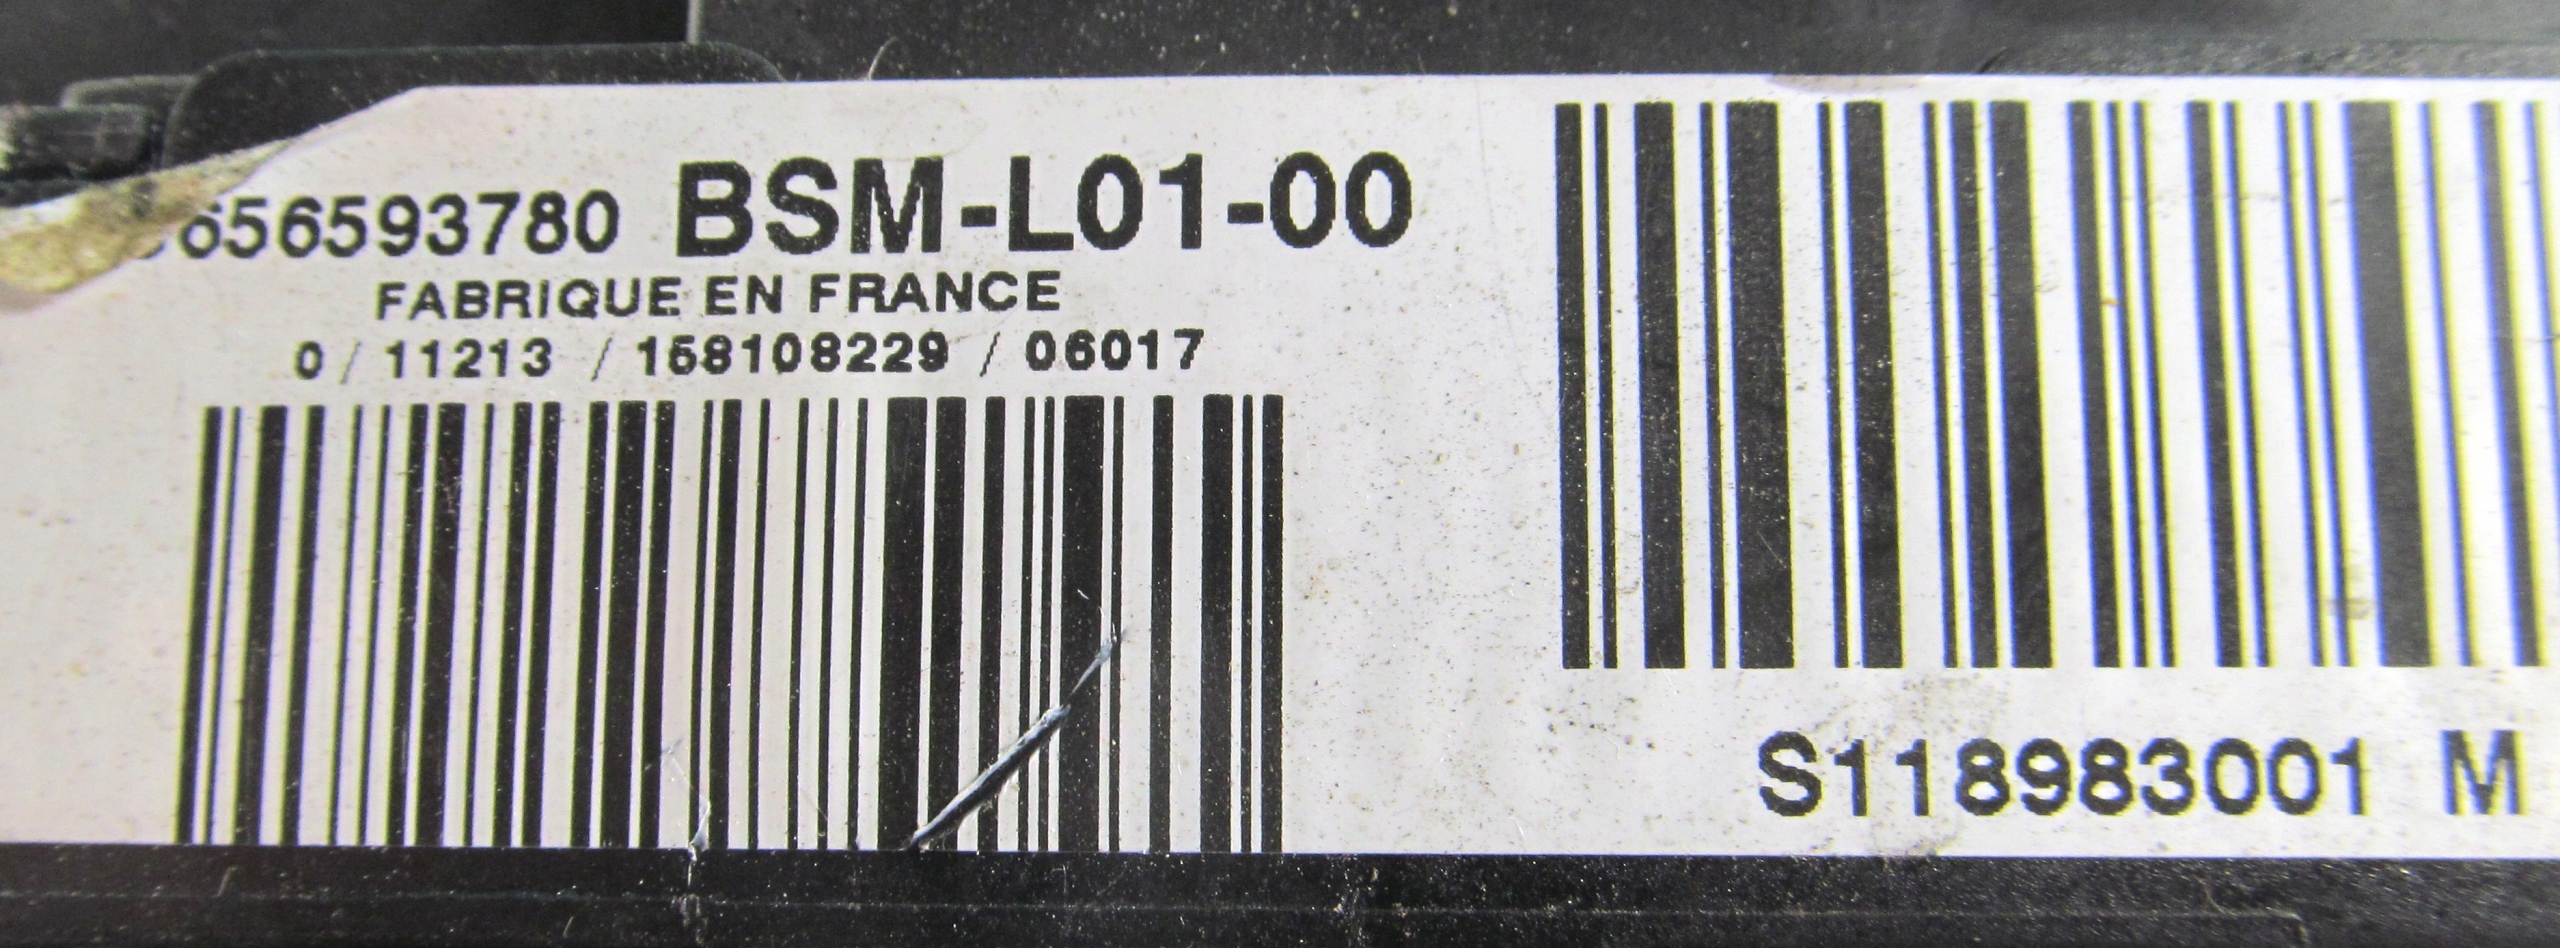 656593780 BSM-L01-00
FABRIQUE EN FRANCE
0 / 11213 / 158108229 / 06017
S118983001 M